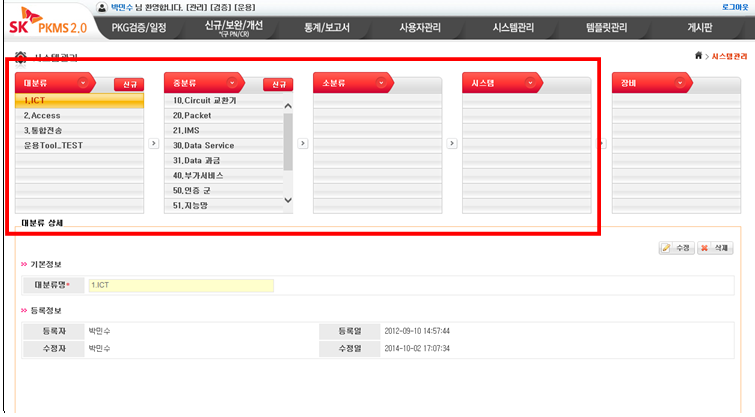 박민수 님 환영합니다. [관리] [검증] [운용]
로그아웃
SK PKMS 2.0
PKG검증/일정
신규/보완/개선
*(구 PN/CR)
통계/보고서
사용자관리
시스템관리
템플릿관리
게시판
시스템관리
> 시스템관리
대분류 신규
중분류 신규
소분류
시스템
장비
1.ICT
2.Access
3.통합전송
운용Tool_TEST
10.Circuit 교환기
20.Packet
21.IMS
30.Data Service
31.Data 과금
40.부가서비스
50.인증 군
51.지능망
대분류 상세
수정 삭제
» 기본정보
대분류명* 1.ICT
» 등록정보
등록자 박민수 등록일 2012-09-10 14:57:44
수정자 박민수 수정일 2014-10-02 17:07:34